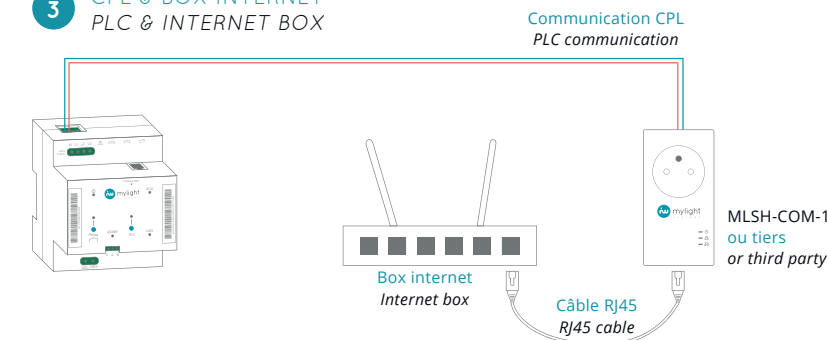 3
CPL & BOX INTERNET
PLC & INTERNET BOX
Communication CPL
PLC communication
mylight
mylight
MLSH-COM-1
ou tiers
or third party
Box internet
Internet box
Câble RJ45
RJ45 cable